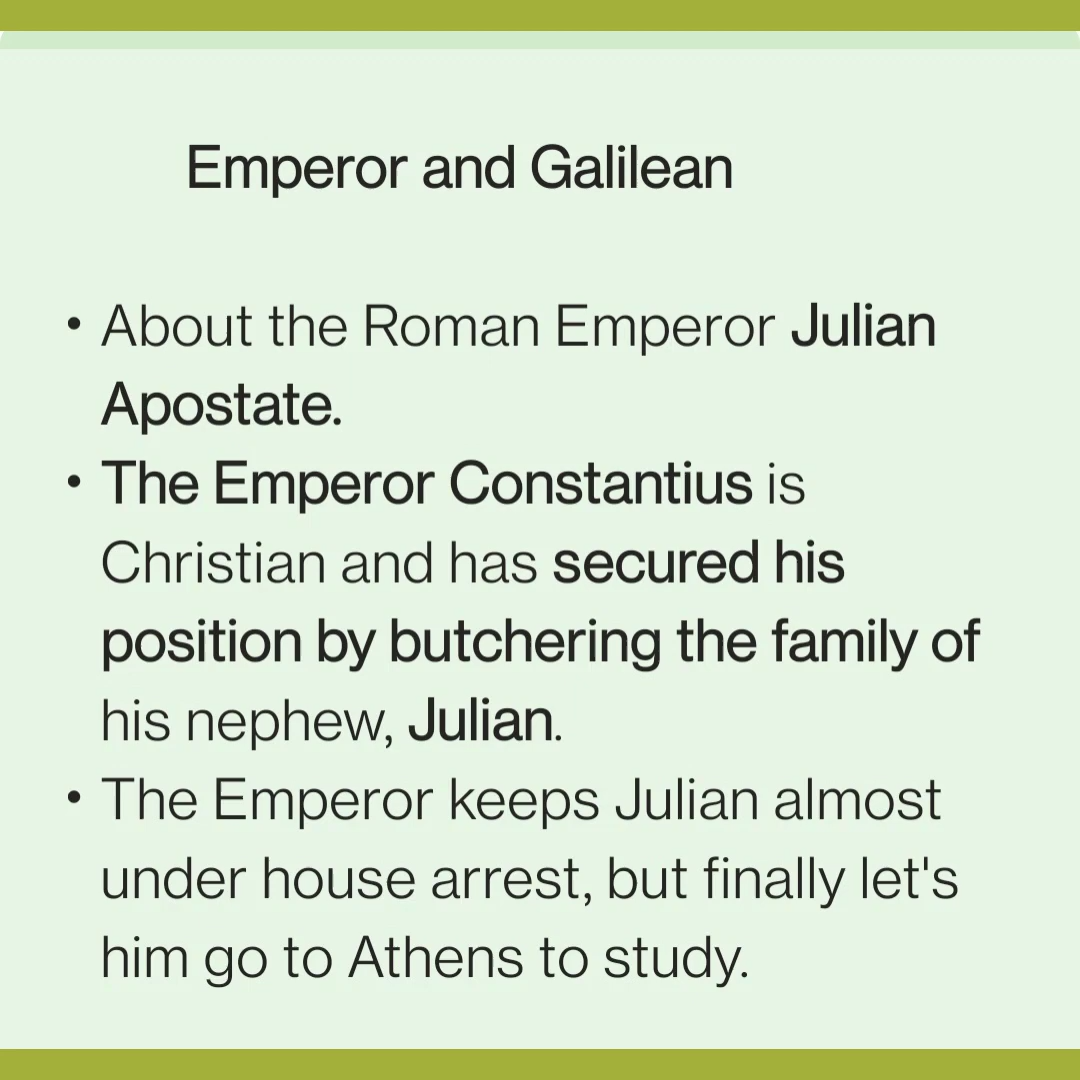 Emperor and Galilean
• About the Roman Emperor Julian
Apostate.
• The Emperor Constantius is
Christian and has secured his
position by butchering the family of
his nephew, Julian.
• The Emperor keeps Julian almost
under house arrest, but finally let's
him go to Athens to study.